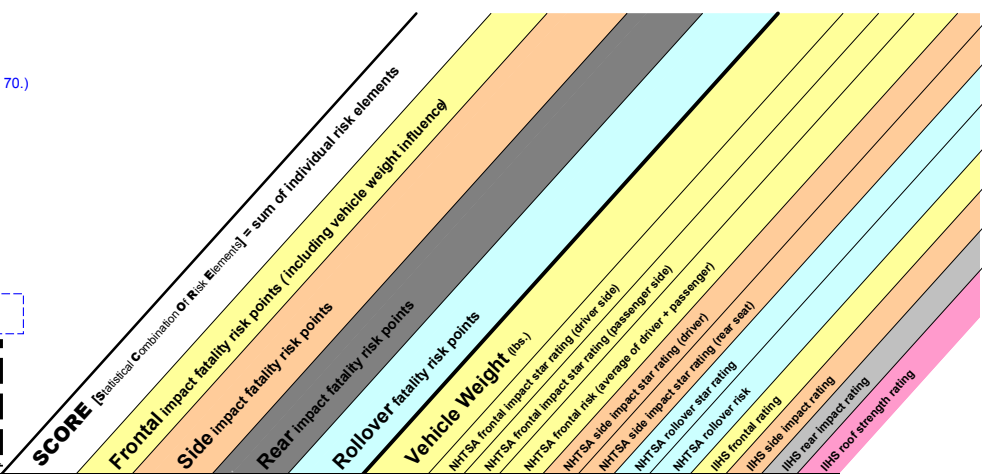 70.)
SCORE [Statistical Combination Of Risk Elements] = sum of individual risk elements
Frontal impact fatality risk points (including vehicle weight influence)
Side impact fatality risk points
Rear impact fatality risk points
Rollover fatality risk points
Vehicle Weight (lbs.)
NHTSA frontal impact star rating (driver side)
NHTSA frontal impact star rating (passenger side)
NHTSA frontal risk (average of driver + passenger)
NHTSA side impact star rating (driver)
NHTSA side impact star rating (rear seat)
NHTSA rollover star rating
NHTSA rollover risk
IIHS frontal rating
IIHS side impact rating
IIHS rear impact rating
IIHS roof strength rating